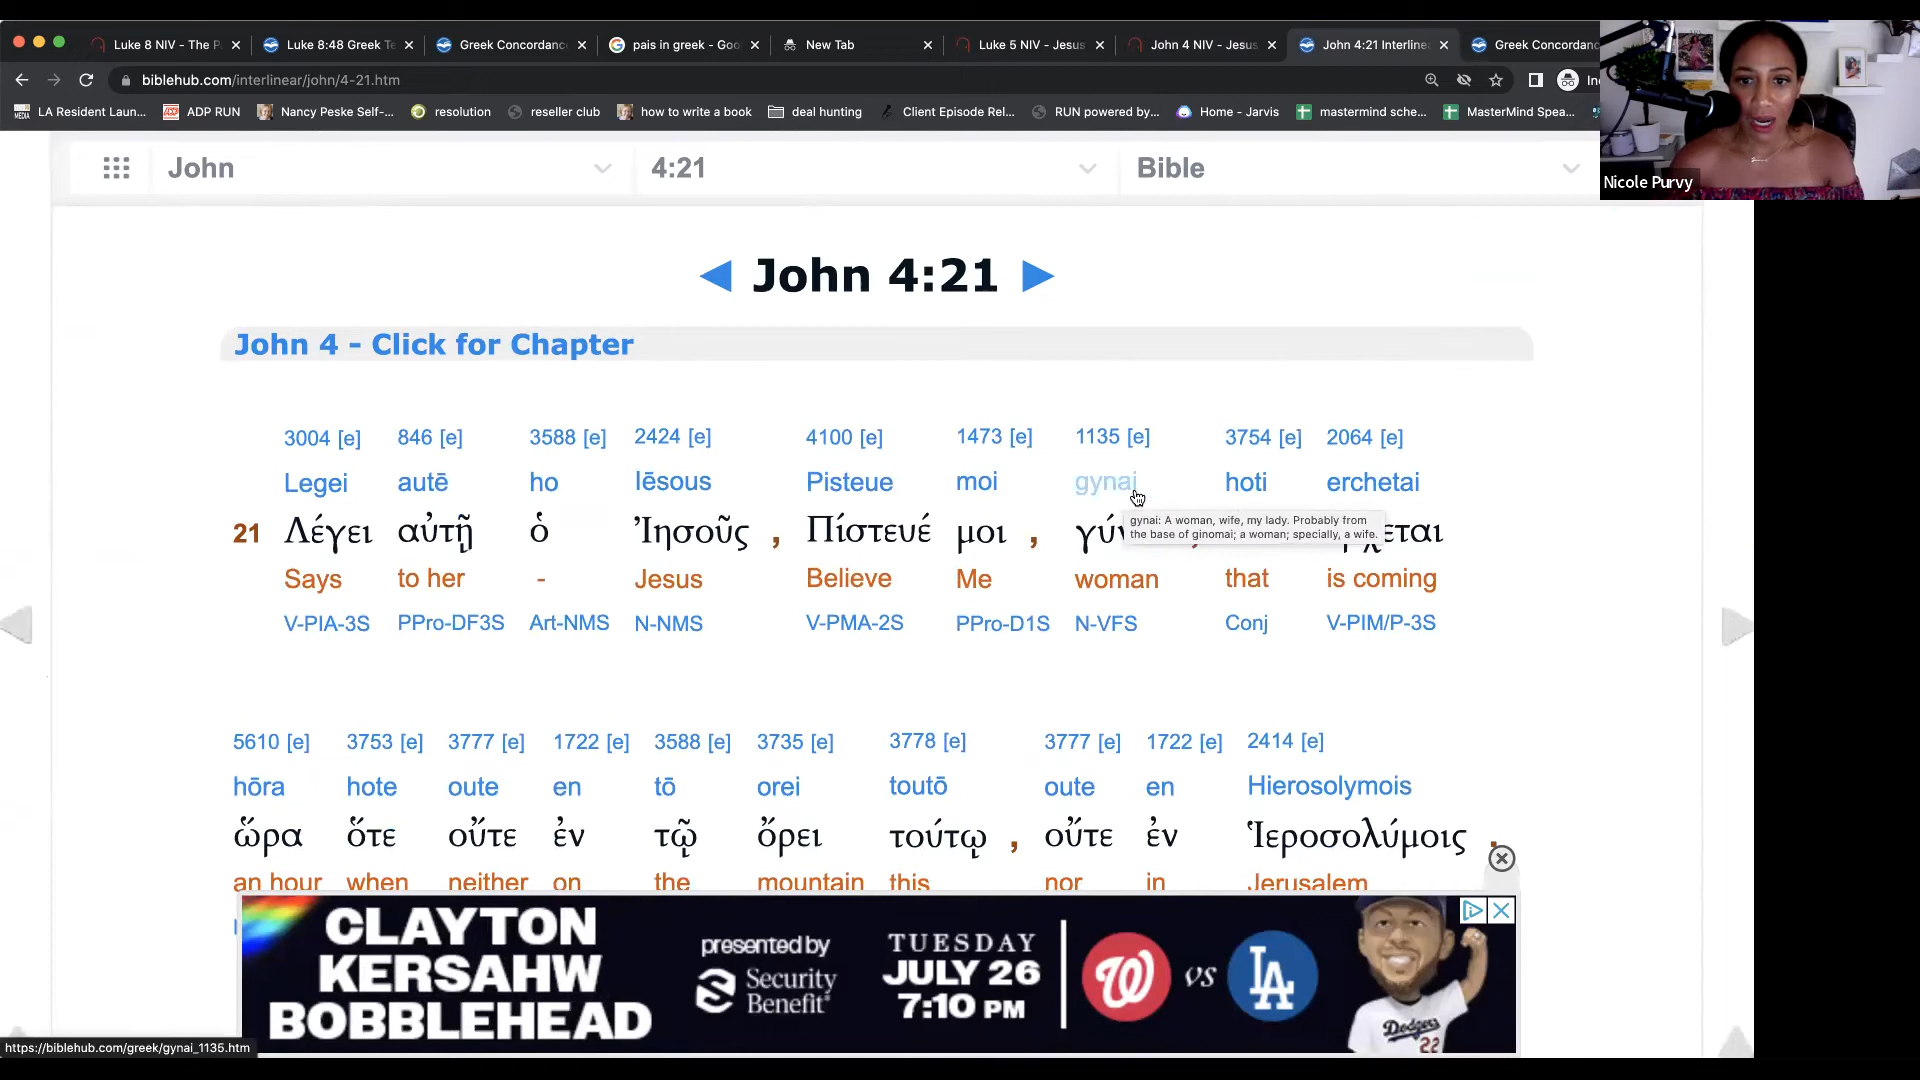 Luke 8 NIV - The P
Luke 8:48 Greek Te
Greek Concordanc
pais in greek - Goo
New Tab
Luke 5 NIV - Jesus
John 4 NIV - Jesus
John 4:21 Interline
Greek Concordanc
biblehub.com/interlinear/john/4-21.htm
LA Resident Laun...
ADP RUN
Nancy Peske Self-...
resolution
reseller club
how to write a book
deal hunting
Client Episode Rel...
RUN powered by...
Home - Jarvis
mastermind sche...
MasterMind Spea...
Nicole Purvy
John
4:21
Bible
John 4:21
John 4 - Click for Chapter
3004 [e] 846 [e] 3588 [e] 2424 [e] 4100 [e] 1473 [e] 1135 [e] 3754 [e] 2064 [e]
Legei autē ho Iēsous Pisteue moi gynai hoti erchetai
21 Λέγει αὐτῇ ὁ Ἰησοῦς , Πίστευέ μοι ,
gynai: A woman, wife, my lady. Probably from
the base of ginomai; a woman; specially, a wife.
Says to her - Jesus Believe Me woman that is coming
V-PIA-3S PPro-DF3S Art-NMS N-NMS V-PMA-2S PPro-D1S N-VFS Conj V-PIM/P-3S
5610 [e] 3753 [e] 3777 [e] 1722 [e] 3588 [e] 3735 [e] 3778 [e] 3777 [e] 1722 [e] 2414 [e]
hōra hote oute en tō orei toutō oute en Hierosolymois
ὥρα ὅτε οὔτε ἐν τῷ ὄρει τούτῳ , οὔτε ἐν Ἱεροσολύμοις
an hour when neither on the mountain this nor in Jerusalem
CLAYTON
KERSAHW
BOBBLEHEAD
presented by
Security
Benefit
TUESDAY
JULY 26
7:10 PM
W vs LA
Dodgers
22
https://biblehub.com/greek/gynai_1135.htm